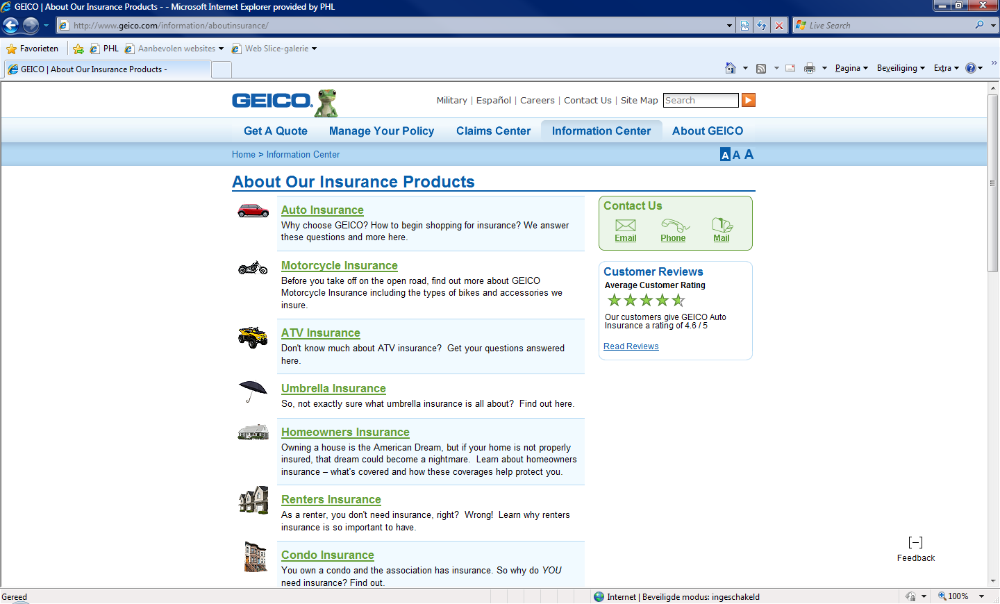 GEICO | About Our Insurance Products - - Microsoft Internet Explorer provided by PHL
http://www.geico.com/information/aboutinsurance/
Live Search
Favorieten
PHL
Aanbevolen websites
Web Slice-galerie
GEICO | About Our Insurance Products -
Pagina
Beveiliging
Extra
GEICO.
Military | Español | Careers | Contact Us | Site Map
Search
Get A Quote
Manage Your Policy
Claims Center
Information Center
About GEICO
Home > Information Center
A A A
About Our Insurance Products
Auto Insurance
Why choose GEICO? How to begin shopping for insurance? We answer
these questions and more here.
Motorcycle Insurance
Before you take off on the open road, find out more about GEICO
Motorcycle Insurance including the types of bikes and accessories we
insure.
ATV Insurance
Don't know much about ATV insurance?  Get your questions answered
here.
Umbrella Insurance
So, not exactly sure what umbrella insurance is all about?  Find out here.
Homeowners Insurance
Owning a house is the American Dream, but if your home is not properly
insured, that dream could become a nightmare.  Learn about homeowners
insurance – what's covered and how these coverages help protect you.
Renters Insurance
As a renter, you don't need insurance, right?  Wrong!  Learn why renters
insurance is so important to have.
Condo Insurance
You own a condo and the association has insurance. So why do YOU
need insurance? Find out.
Contact Us
Email
Phone
Mail
Customer Reviews
Average Customer Rating
Our customers give GEICO Auto
Insurance a rating of 4.6 / 5
Read Reviews
[–]
Feedback
Gereed
Internet | Beveiligde modus: ingeschakeld
100%